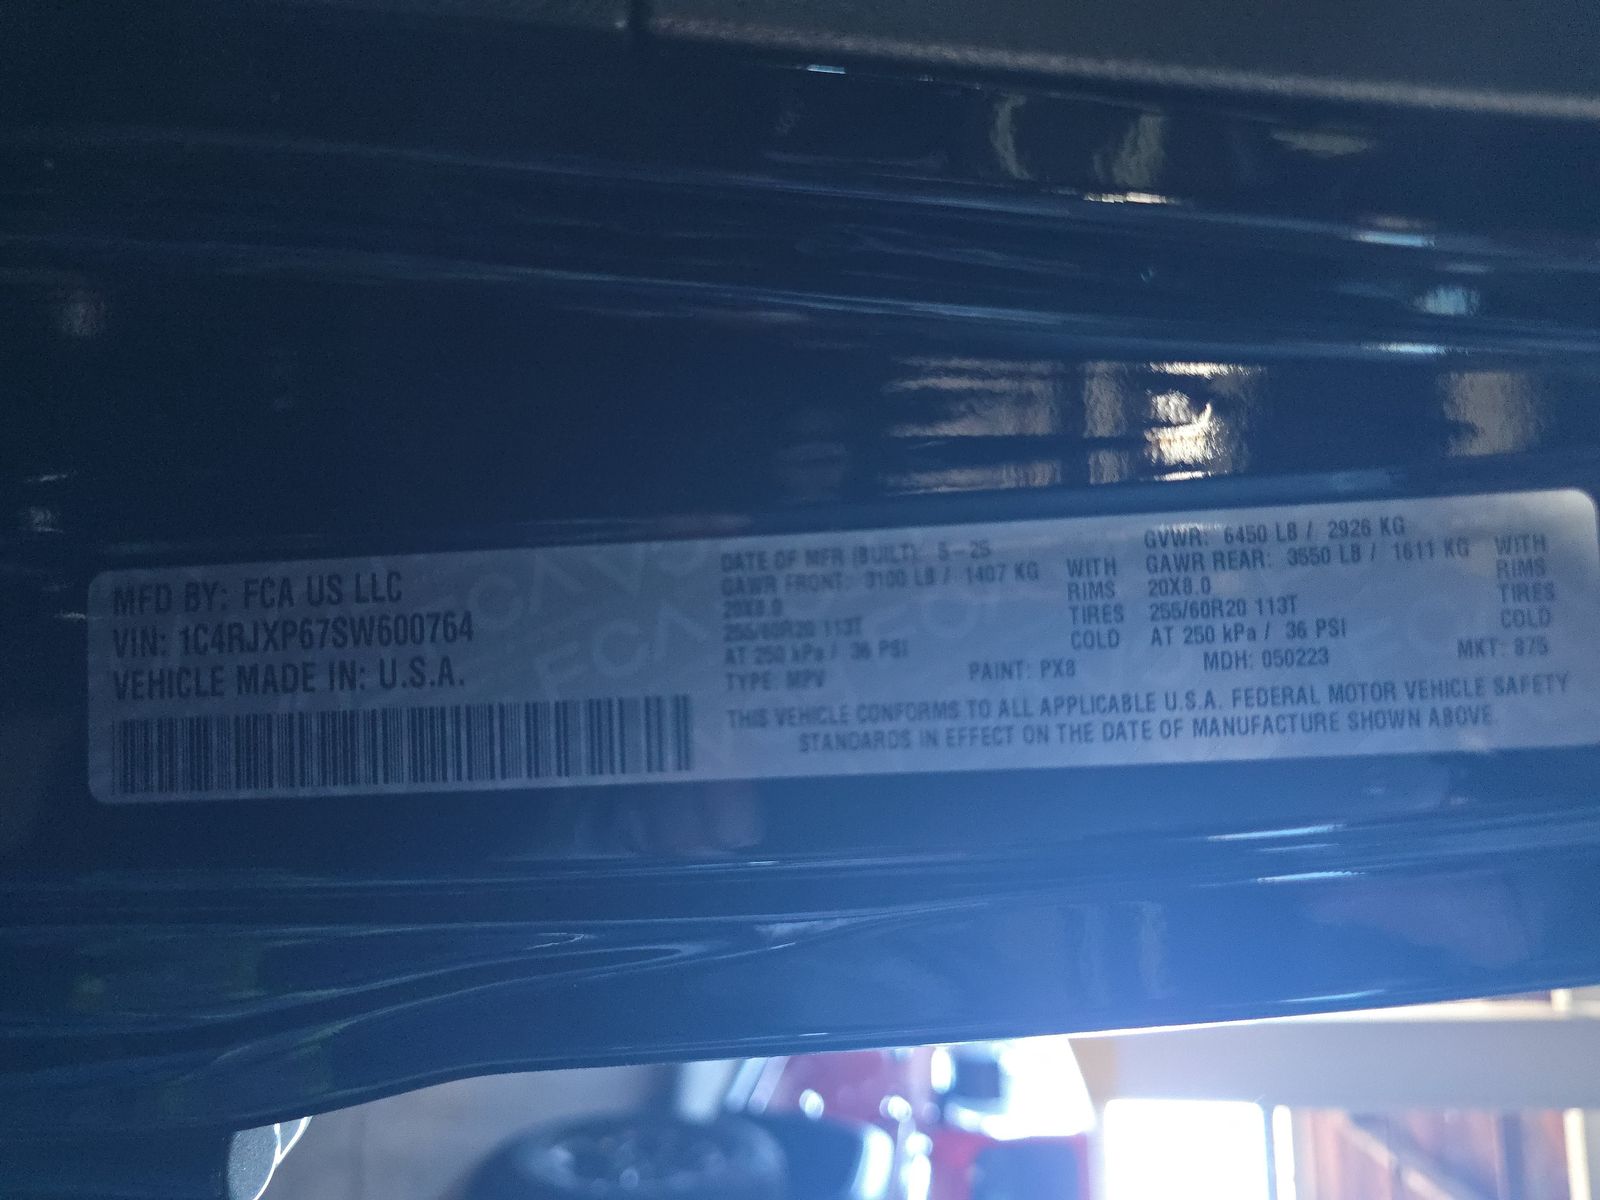 MFD BY: FCA US LLC
VIN: 1C4RJXP67SW600764
VEHICLE MADE IN: U.S.A.
DATE OF MFR (BUILT): 5-25
GAWR FRONT: 3100 LB / 1407 KG WITH
20X8.0 RIMS
255/60R20 113T TIRES
AT 250 kPa / 36 PSI COLD
TYPE: MPV PAINT: PX8 MDH: 050223 MKT: 875
GVWR: 6450 LB / 2926 KG
GAWR REAR: 3550 LB / 1611 KG WITH
20X8.0 RIMS
255/60R20 113T TIRES
AT 250 kPa / 36 PSI COLD
THIS VEHICLE CONFORMS TO ALL APPLICABLE U.S.A. FEDERAL MOTOR VEHICLE SAFETY
STANDARDS IN EFFECT ON THE DATE OF MANUFACTURE SHOWN ABOVE.